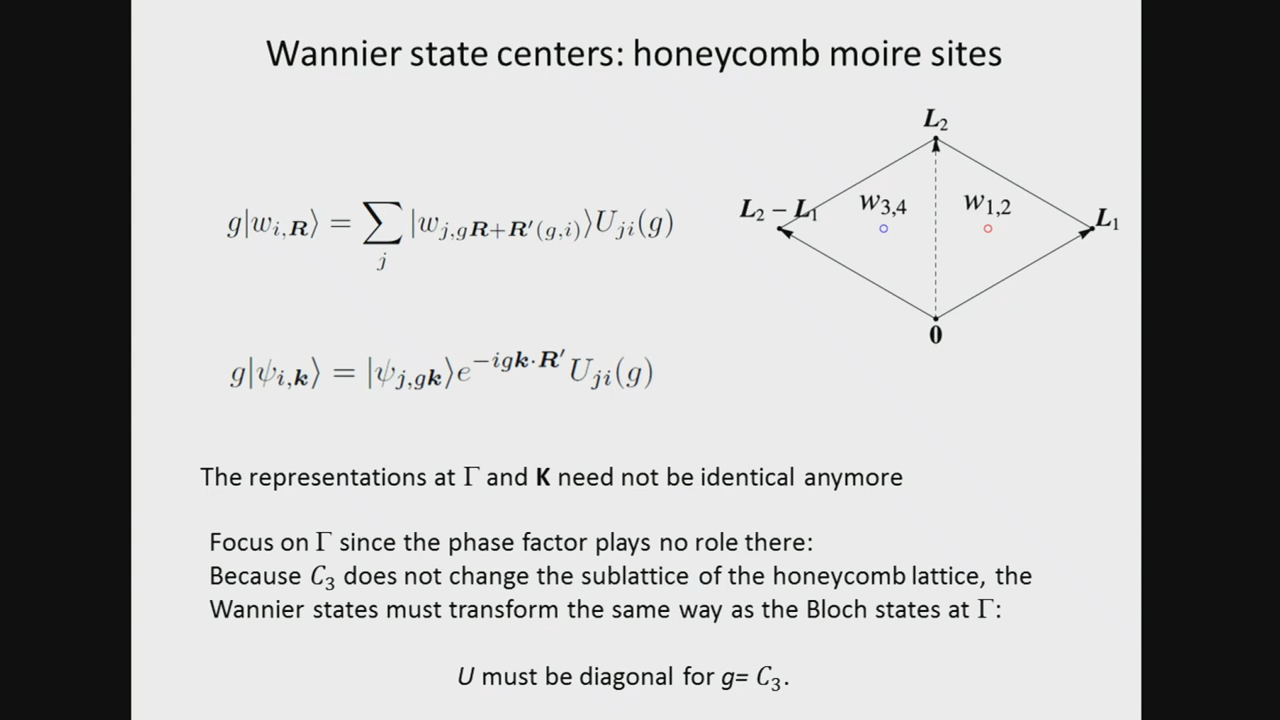 Wannier state centers: honeycomb moire sites
L₂
L₂ − L₁
w₃,₄
w₁,₂
L₁
0
g|w_{i,R}⟩ = ∑_j |w_{j,gR+R′(g,i)}⟩U_{ji}(g)
g|ψ_{i,k}⟩ = |ψ_{j,gk}⟩e^{−igk·R′} U_{ji}(g)
The representations at Γ and K need not be identical anymore
Focus on Γ since the phase factor plays no role there:
Because C₃ does not change the sublattice of the honeycomb lattice, the
Wannier states must transform the same way as the Bloch states at Γ:
U must be diagonal for g= C₃.